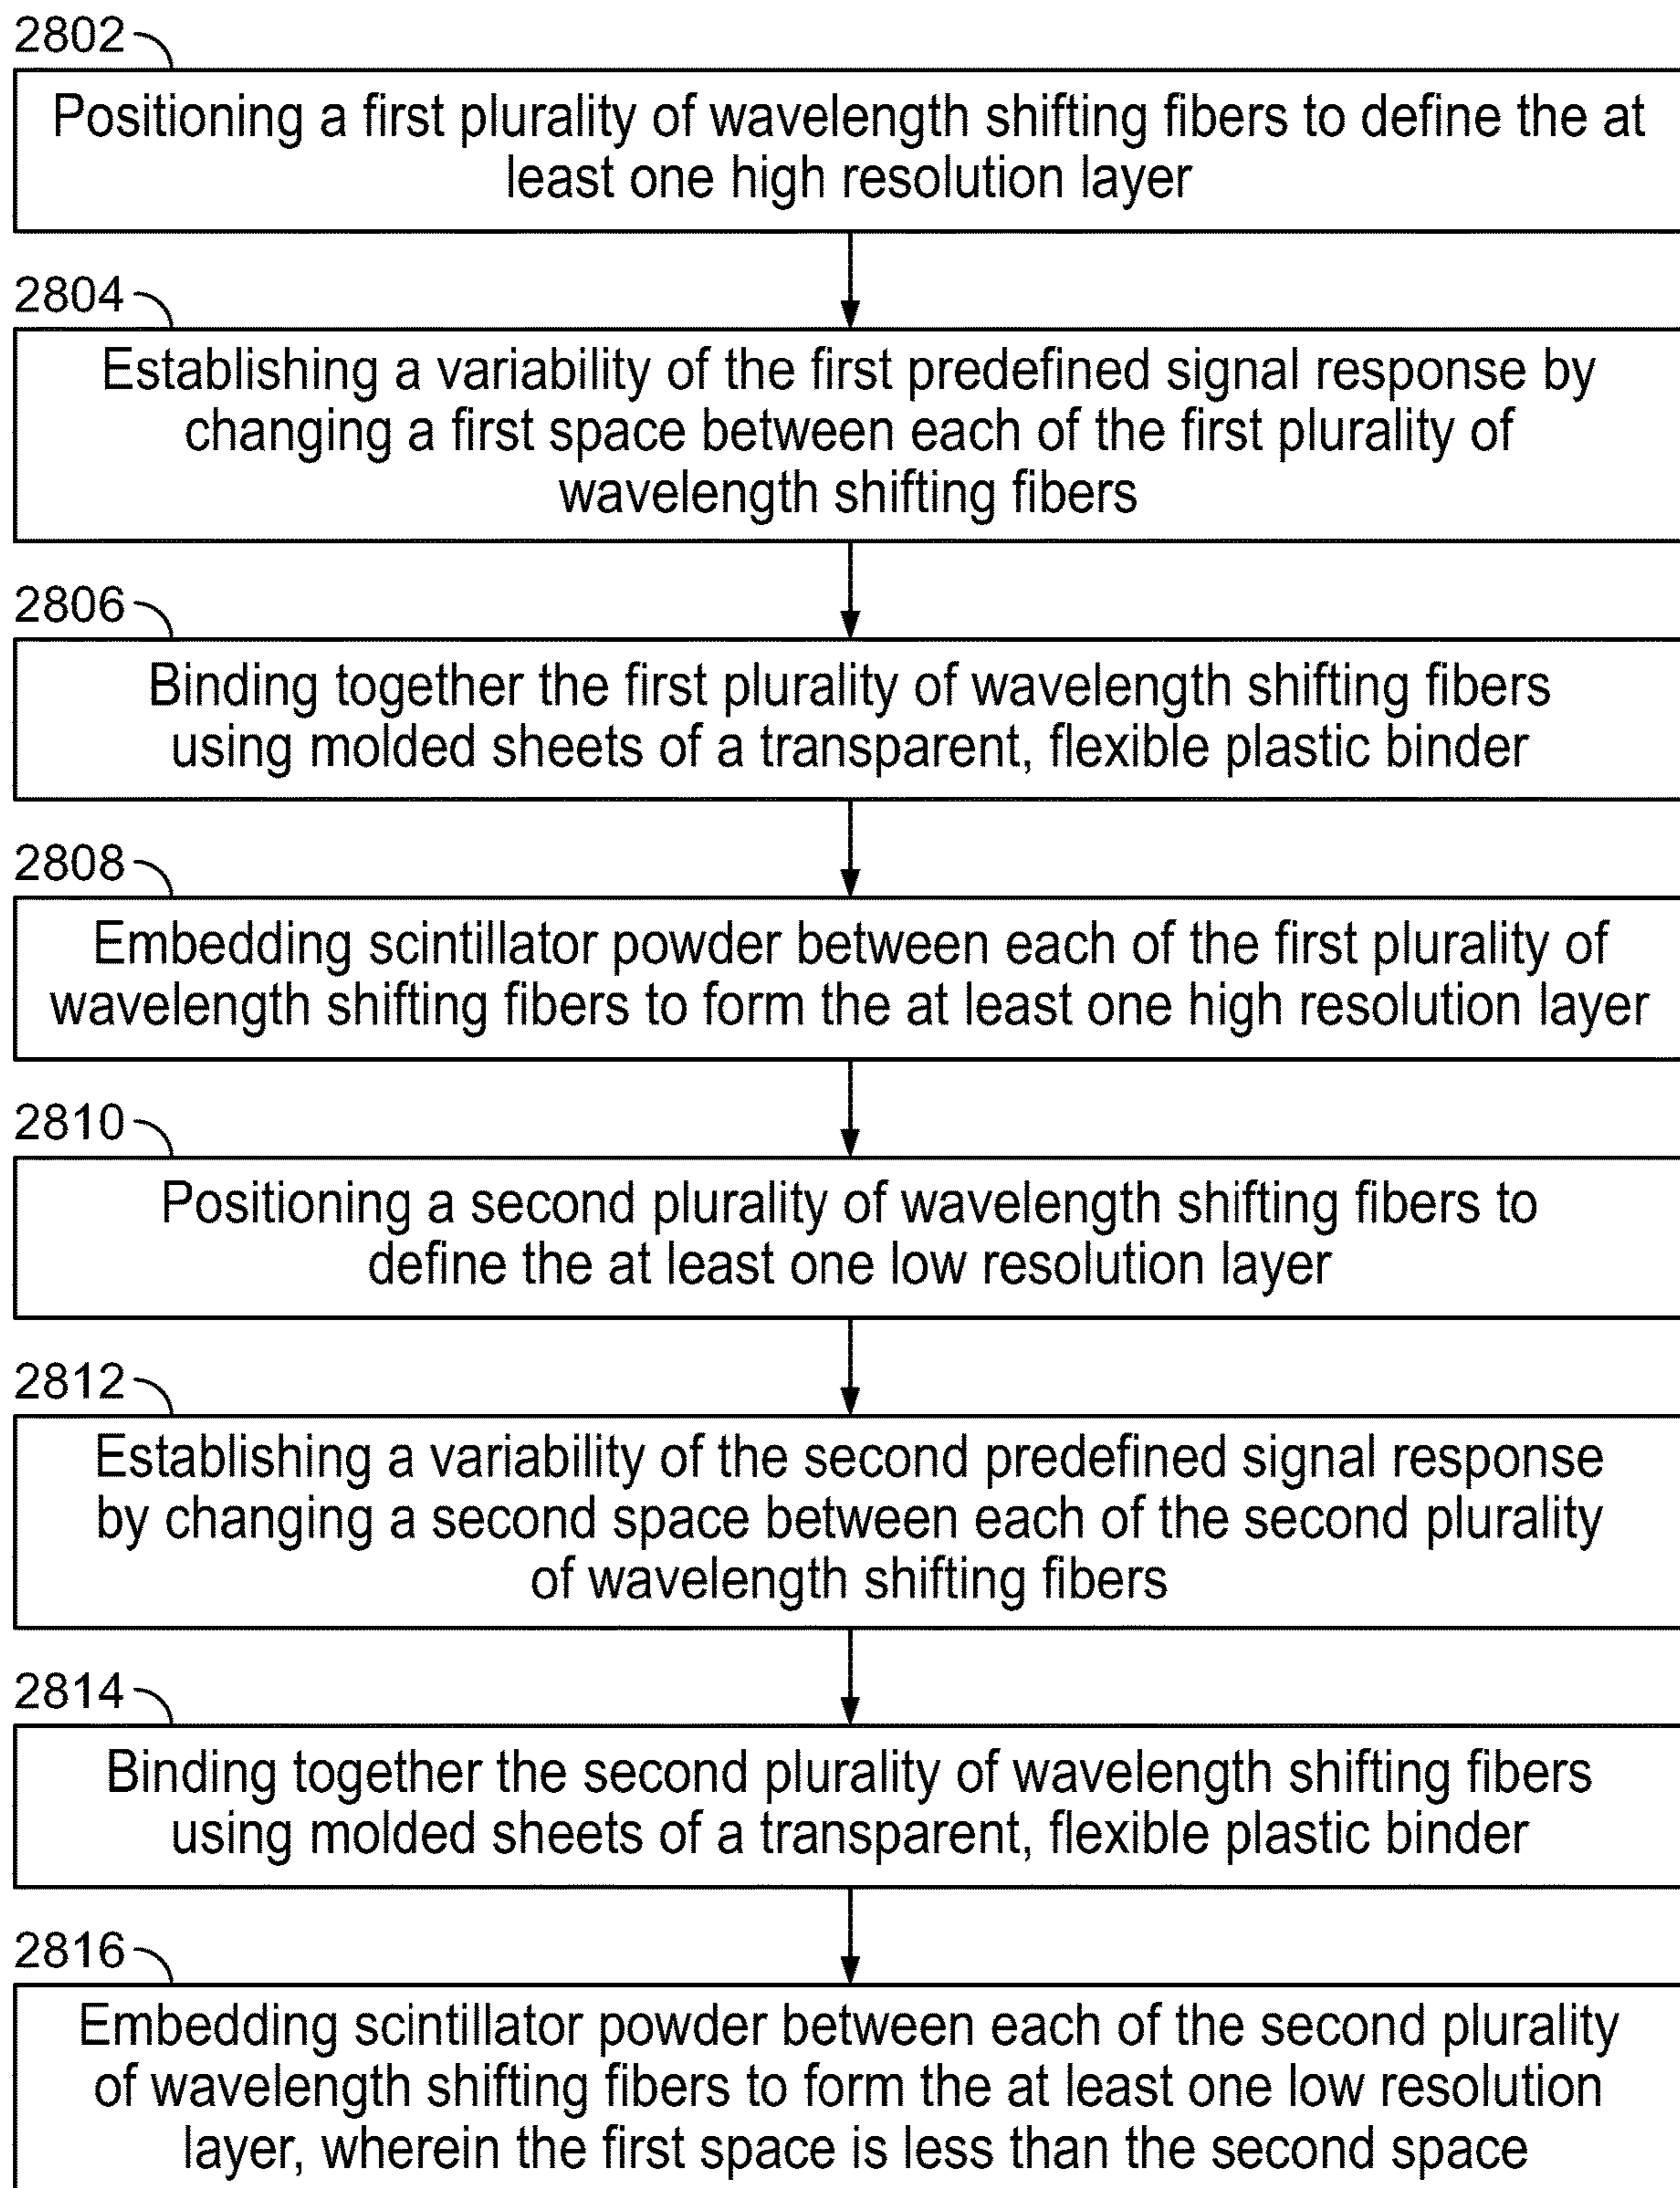 2802
Positioning a first plurality of wavelength shifting fibers to define the at
least one high resolution layer
2804
Establishing a variability of the first predefined signal response by
changing a first space between each of the first plurality of
wavelength shifting fibers
2806
Binding together the first plurality of wavelength shifting fibers
using molded sheets of a transparent, flexible plastic binder
2808
Embedding scintillator powder between each of the first plurality of
wavelength shifting fibers to form the at least one high resolution layer
2810
Positioning a second plurality of wavelength shifting fibers to
define the at least one low resolution layer
2812
Establishing a variability of the second predefined signal response
by changing a second space between each of the second plurality
of wavelength shifting fibers
2814
Binding together the second plurality of wavelength shifting fibers
using molded sheets of a transparent, flexible plastic binder
2816
Embedding scintillator powder between each of the second plurality
of wavelength shifting fibers to form the at least one low resolution
layer, wherein the first space is less than the second space